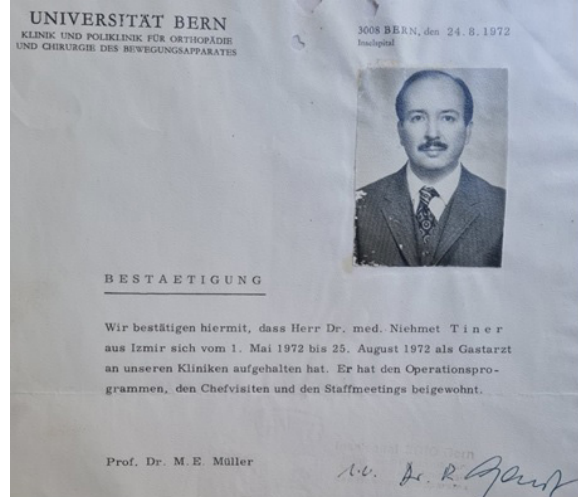 UNIVERSITÄT BERN
KLINIK UND POLIKLINIK FÜR ORTHOPÄDIE
UND CHIRURGIE DES BEWEGUNGSAPPARATES
3008 BERN, den 24.8.1972
Inselspital
BESTAETIGUNG
Wir bestätigen hiermit, dass Herr Dr. med. Niehmet Tiner
aus Izmir sich vom 1. Mai 1972 bis 25. August 1972 als Gastarzt
an unseren Kliniken aufgehalten hat. Er hat den Operationspro-
grammen, den Chefvisiten und den Staffmeetings beigewohnt.
Prof. Dr. M. E. Müller
Dr. R.